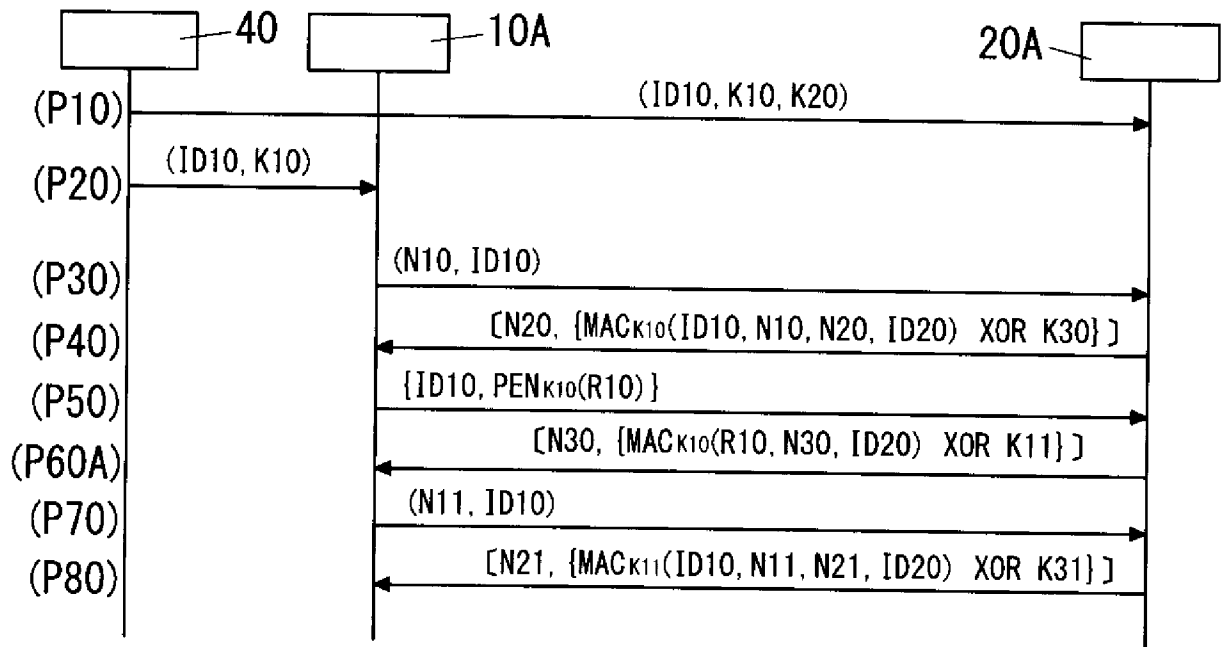 40
10A
20A
(P10)
(ID10, K10, K20)
(P20)
(ID10, K10)
(P30)
(N10, ID10)
(P40)
〔N20, {MACK10(ID10, N10, N20, ID20) XOR K30}〕
(P50)
{ID10, PENK10(R10)}
(P60A)
〔N30, {MACK10(R10, N30, ID20) XOR K11}〕
(P70)
(N11, ID10)
(P80)
〔N21, {MACK11(ID10, N11, N21, ID20) XOR K31}〕